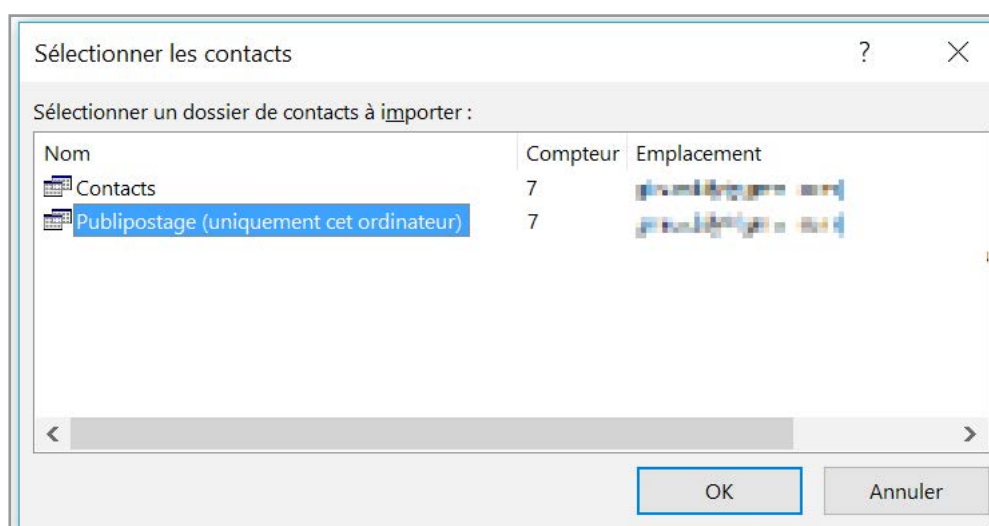 Sélectionner les contacts ?
Sélectionner un dossier de contacts à importer :
Nom Compteur Emplacement
Contacts 7
Publipostage (uniquement cet ordinateur) 7
OK Annuler